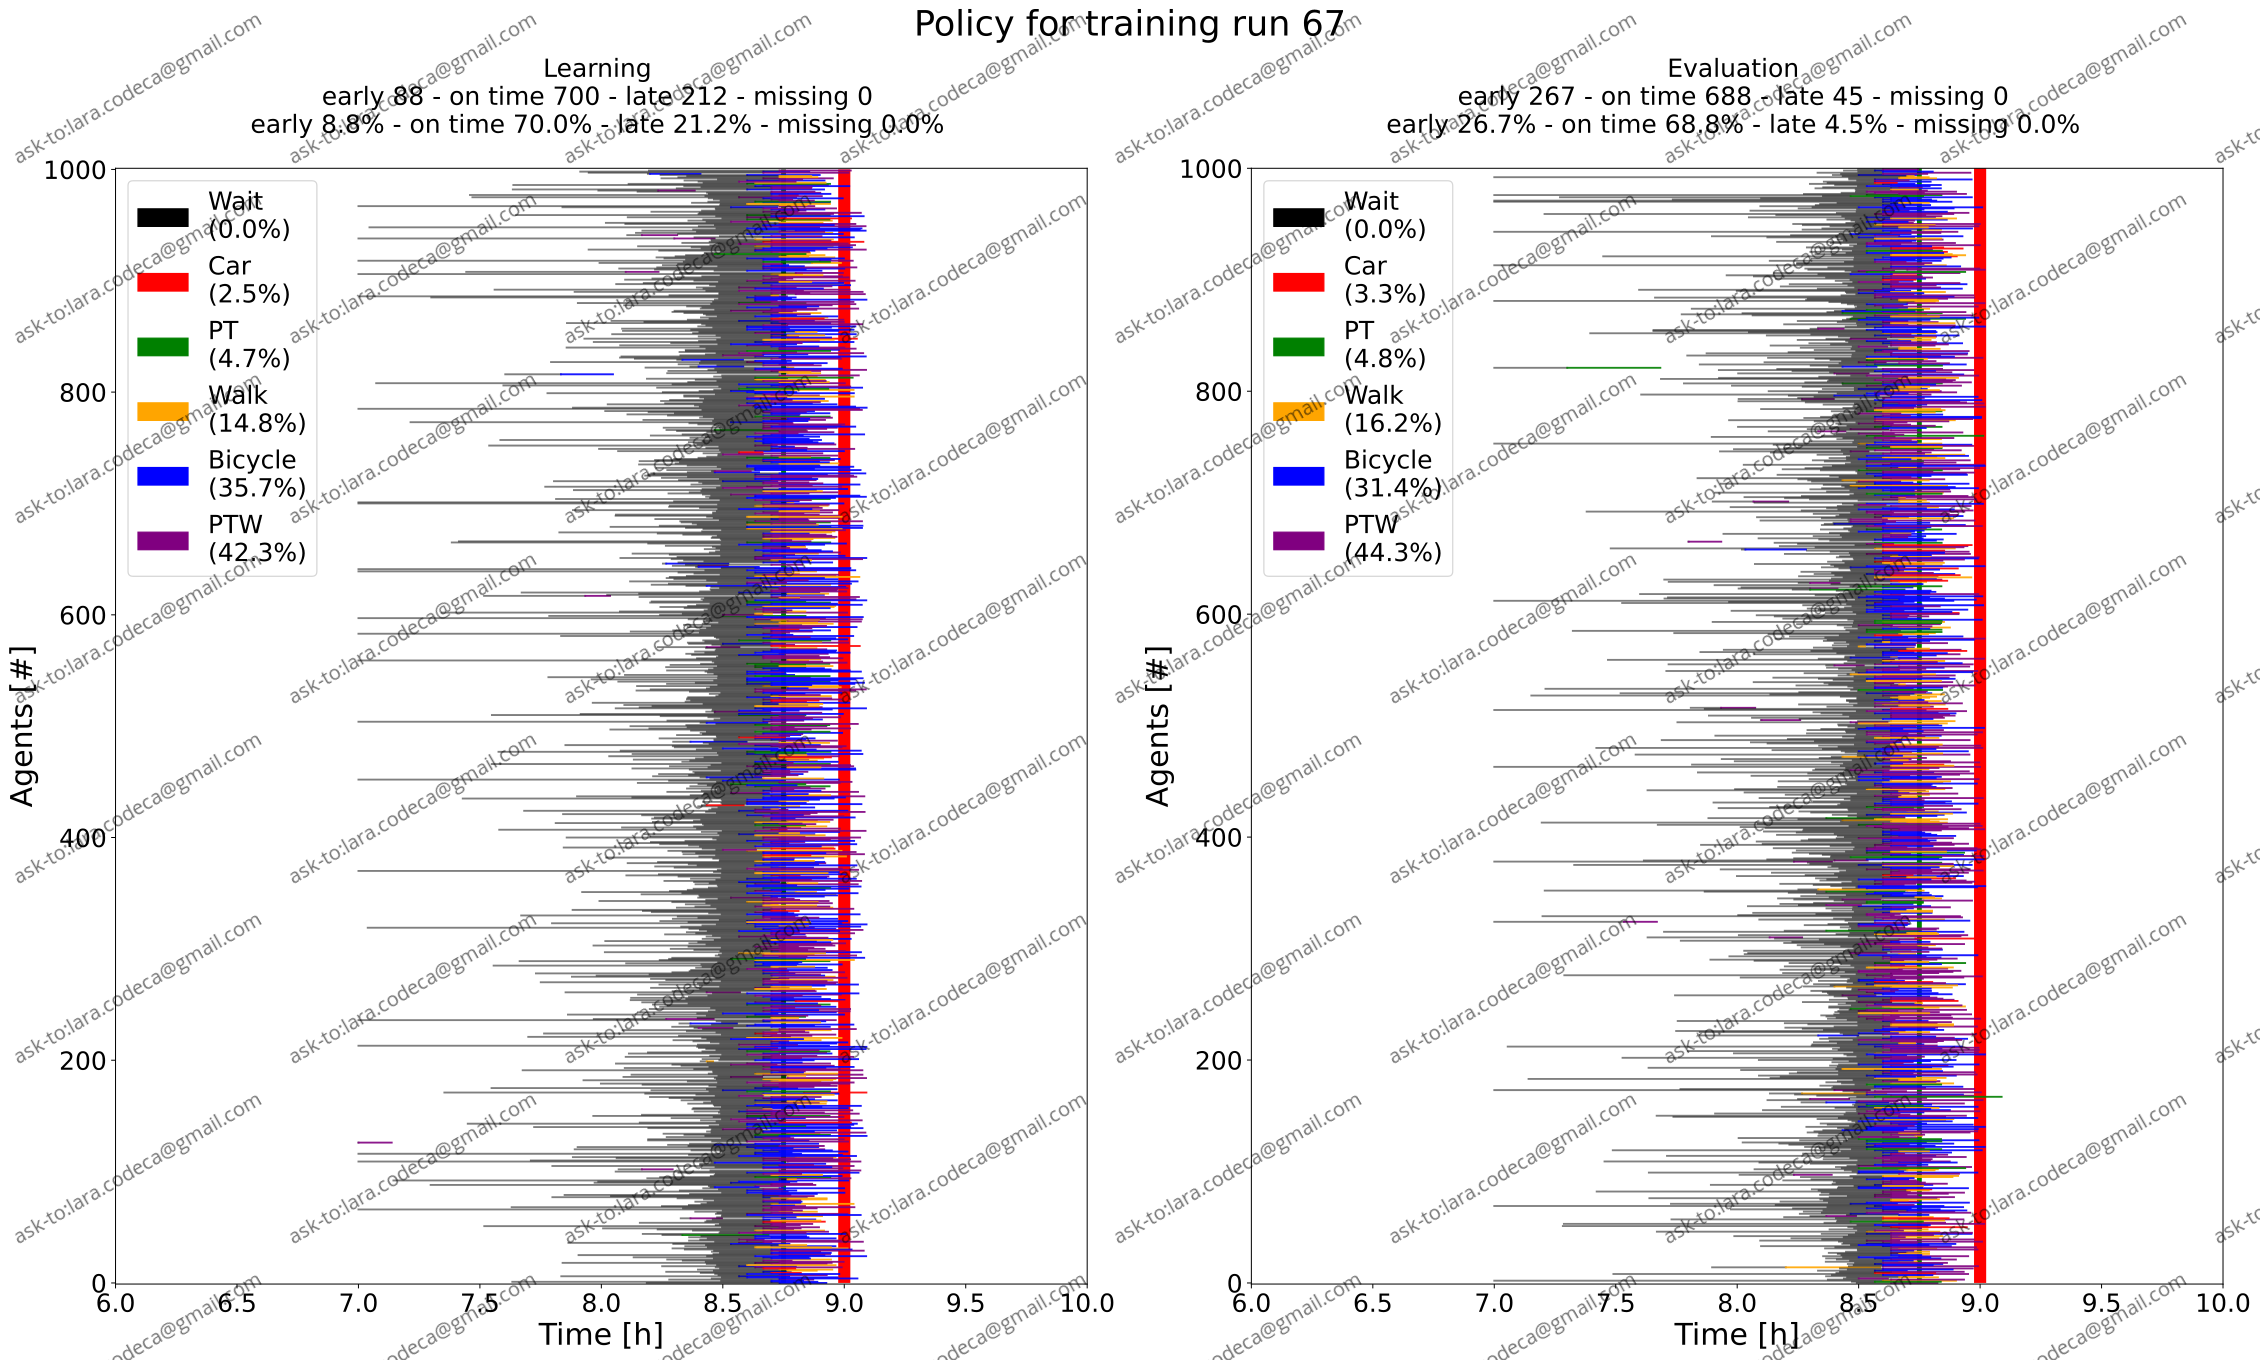 Policy for training run 67
Learning
early 88 - on time 700 - late 212 - missing 0
early 8.8% - on time 70.0% - late 21.2% - missing 0.0%
Evaluation
early 267 - on time 688 - late 45 - missing 0
early 26.7% - on time 68.8% - late 4.5% - missing 0.0%
Wait
(0.0%)
Car
(2.5%)
PT
(4.7%)
Walk
(14.8%)
Bicycle
(35.7%)
PTW
(42.3%)
Agents [#]
1000
800
600
400
200
0
6.0 6.5 7.0 7.5 8.0 8.5 9.0 9.5 10.0
Time [h]
Wait
(0.0%)
Car
(3.3%)
PT
(4.8%)
Walk
(16.2%)
Bicycle
(31.4%)
PTW
(44.3%)
Agents [#]
1000
800
600
400
200
0
6.0 6.5 7.0 7.5 8.0 8.5 9.0 9.5 10.0
Time [h]
ask-to:lara.codeca@gmail.com